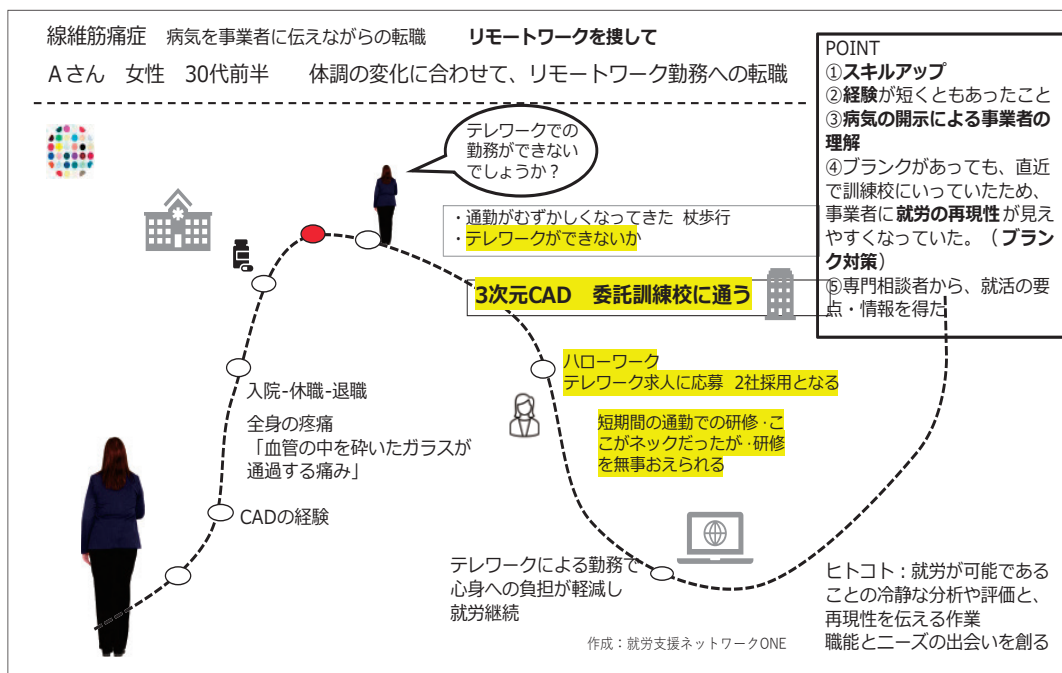 線維筋痛症 病気を事業者に伝えながらの転職 リモートワークを捜して
Aさん 女性 30代前半 体調の変化に合わせて、リモートワーク勤務への転職
テレワークでの
勤務ができない
でしょうか？
・通勤がむずかしくなってきた 杖歩行
・テレワークができないか
3次元CAD 委託訓練校に通う
ハローワーク
テレワーク求人に応募 2社採用となる
短期間の通勤での研修･こ
こがネックだったが･研修
を無事おえられる
入院-休職-退職
全身の疼痛
「血管の中を砕いたガラスが
通過する痛み」
CADの経験
テレワークによる勤務で
心身への負担が軽減し
就労継続
作成：就労支援ネットワークONE
POINT
①スキルアップ
②経験が短くともあったこと
③病気の開示による事業者の
理解
④ブランクがあっても、直近
で訓練校にいっていたため、
事業者に就労の再現性が見え
やすくなっていた。（ブラン
ク対策）
⑤専門相談者から、就活の要
点・情報を得た
ヒトコト：就労が可能である
ことの冷静な分析や評価と、
再現性を伝える作業
職能とニーズの出会いを創る